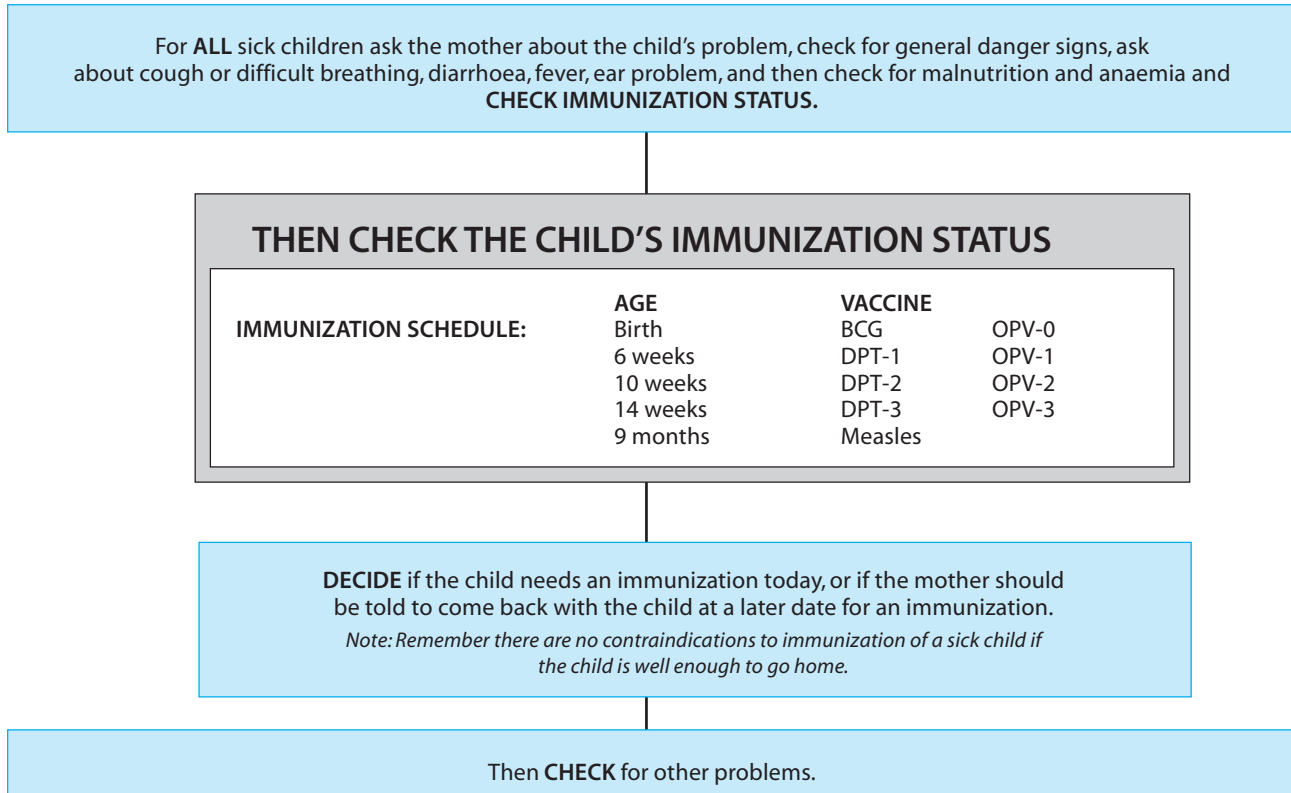 For ALL sick children ask the mother about the child’s problem, check for general danger signs, ask
about cough or difficult breathing, diarrhoea, fever, ear problem, and then check for malnutrition and anaemia and
CHECK IMMUNIZATION STATUS.
THEN CHECK THE CHILD’S IMMUNIZATION STATUS
AGE VACCINE
IMMUNIZATION SCHEDULE: Birth BCG OPV-0
6 weeks DPT-1 OPV-1
10 weeks DPT-2 OPV-2
14 weeks DPT-3 OPV-3
9 months Measles
DECIDE if the child needs an immunization today, or if the mother should
be told to come back with the child at a later date for an immunization.
Note: Remember there are no contraindications to immunization of a sick child if
the child is well enough to go home.
Then CHECK for other problems.